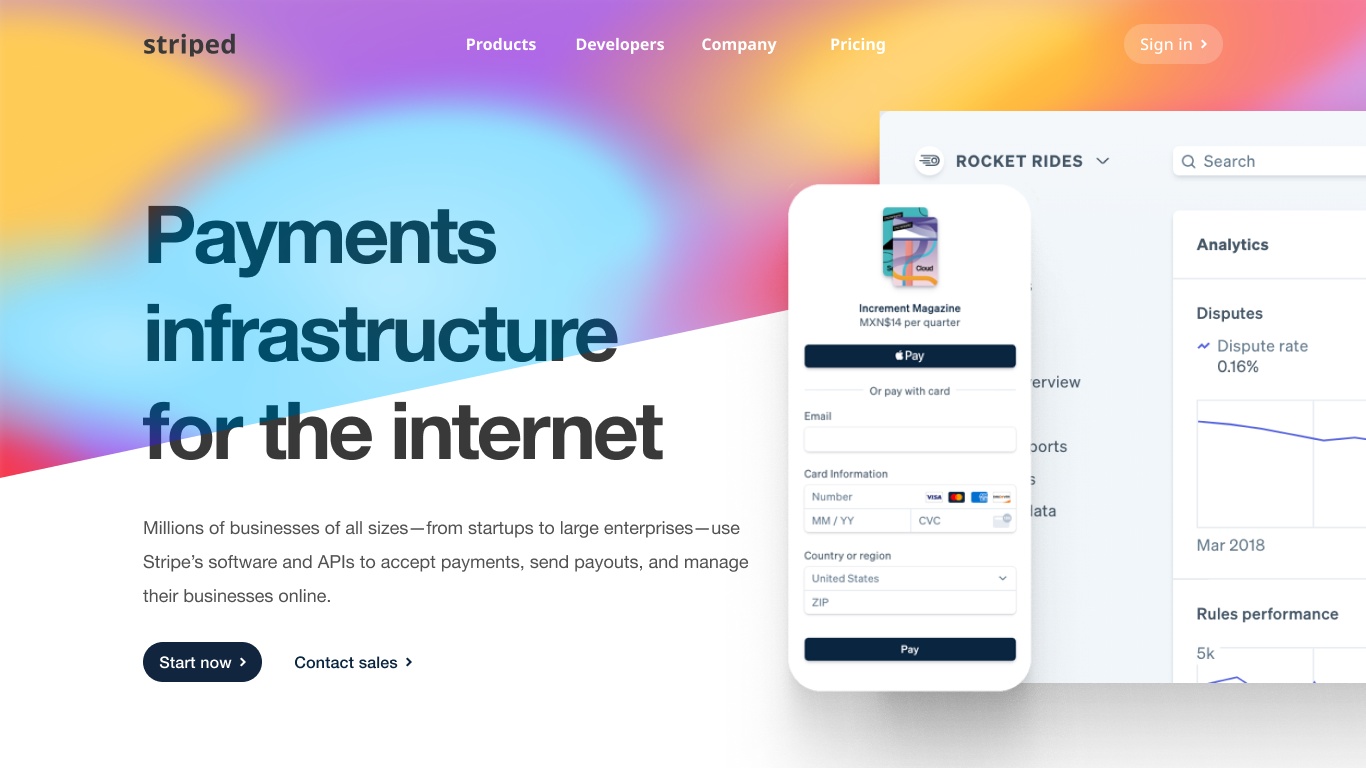 striped
Products
Developers
Company
Pricing
Sign in
Payments
infrastructure
for the internet
Millions of businesses of all sizes—from startups to large enterprises—use
Stripe’s software and APIs to accept payments, send payouts, and manage
their businesses online.
Start now
Contact sales
Cloud
Increment Magazine
MXN$14 per quarter
Pay
Or pay with card
Email
Card Information
Number
VISA
MM / YY
CVC
Country or region
United States
ZIP
Pay
ROCKET RIDES
Search
erview
ports
s
data
Analytics
Disputes
Dispute rate
0.16%
Mar 2018
Rules performance
5k